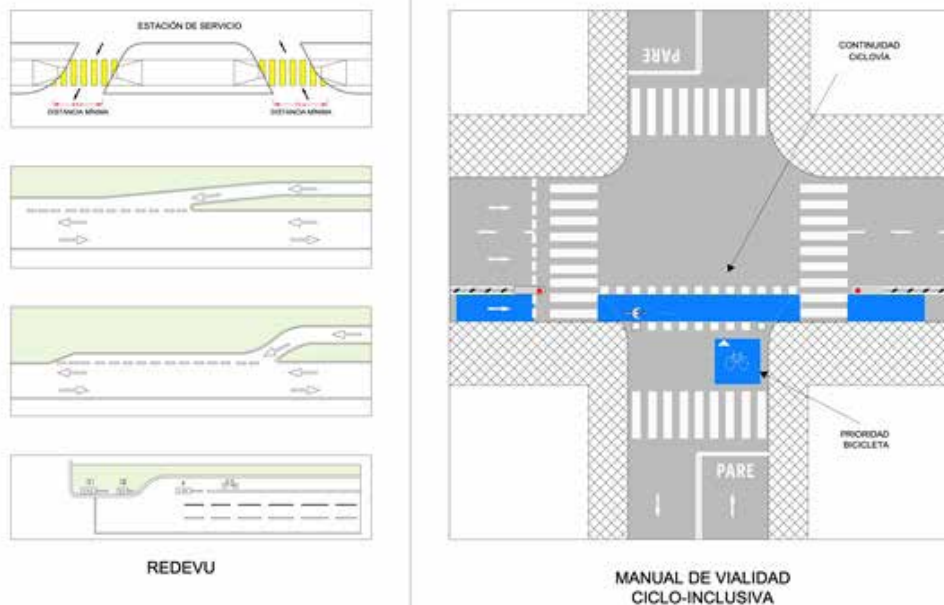 ESTACIÓN DE SERVICIO
DISTANCIA MÍNIMA
DISTANCIA MÍNIMA
REDEVU
PARE
CONTINUIDAD
CICLOVÍA
PRIORIDAD
BICICLETA
PARE
MANUAL DE VIALIDAD
CICLO-INCLUSIVA